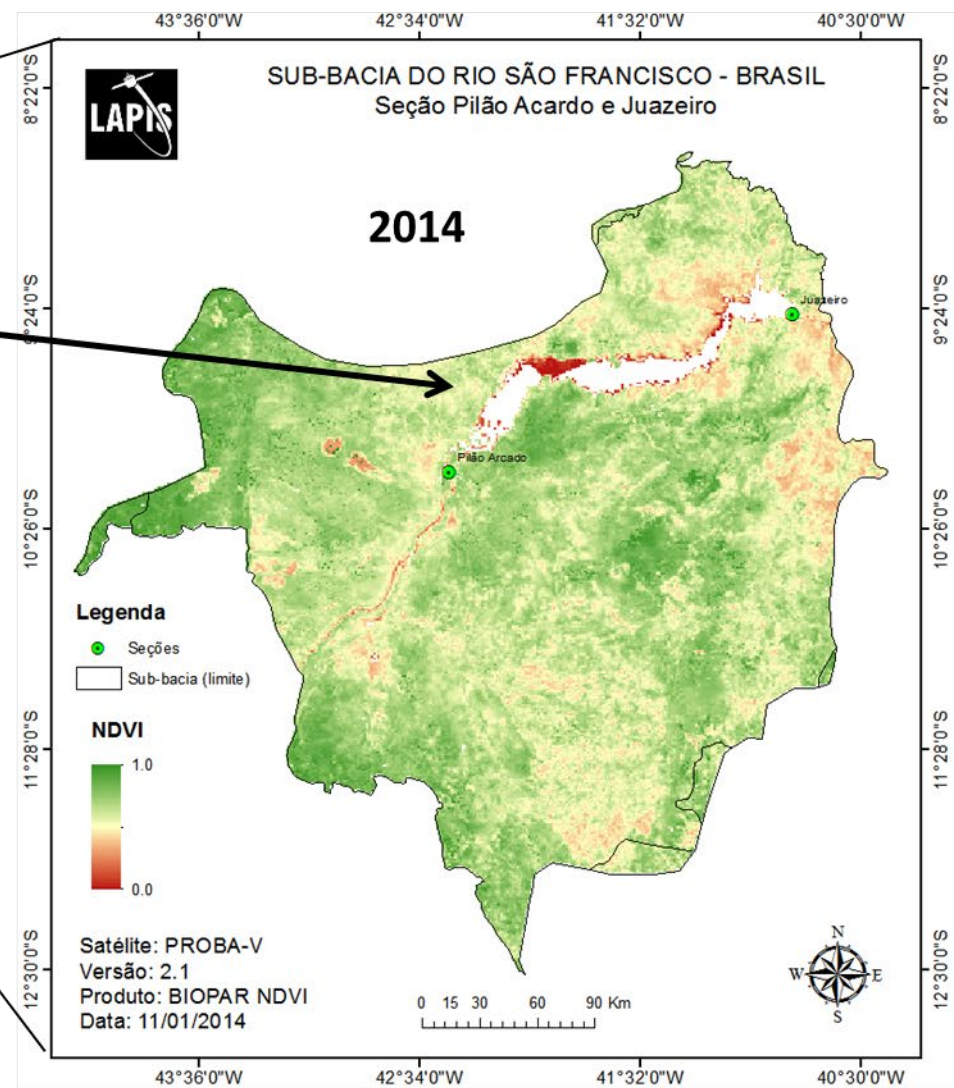 43°36'0"W 42°34'0"W 41°32'0"W 40°30'0"W
SUB-BACIA DO RIO SÃO FRANCISCO - BRASIL
Seção Pilão Acardo e Juazeiro
LAPIS
2014
8°22'0"S 8°22'0"S
9°24'0"S 9°24'0"S
10°26'0"S 10°26'0"S
11°28'0"S 11°28'0"S
12°30'0"S 12°30'0"S
Juazeiro
Pilão Arcado
Legenda
Seções
Sub-bacia (limite)
NDVI
1.0
0.0
Satélite: PROBA-V
Versão: 2.1
Produto: BIOPAR NDVI
Data: 11/01/2014
0 15 30 60 90 Km
N
W E
S
43°36'0"W 42°34'0"W 41°32'0"W 40°30'0"W